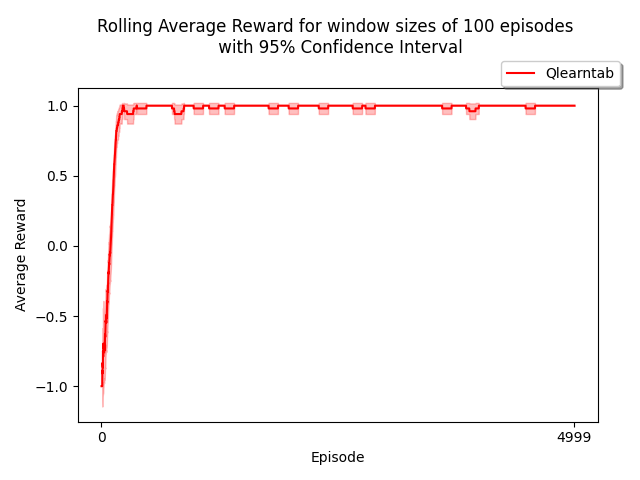 Rolling Average Reward for window sizes of 100 episodes
with 95% Confidence Interval
Qlearntab
1.0
0.5
0.0
−0.5
−1.0
Average Reward
0
4999
Episode